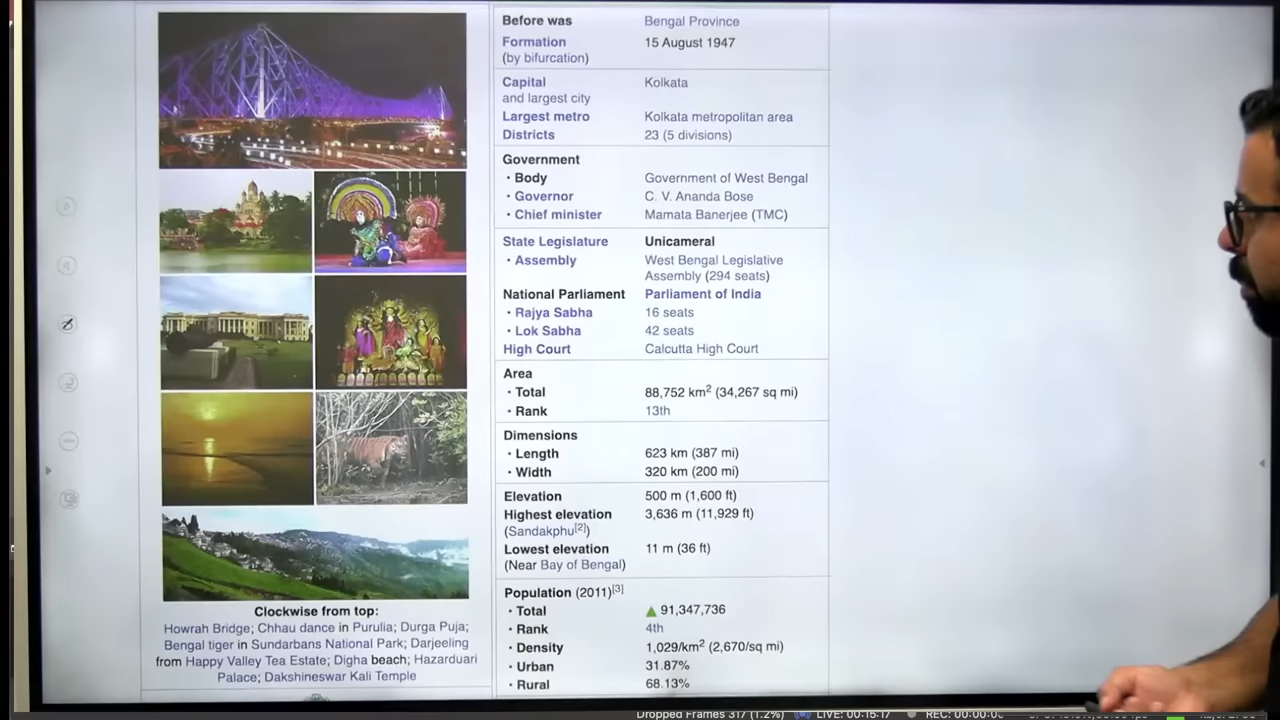 Clockwise from top:
Howrah Bridge; Chhau dance in Purulia; Durga Puja;
Bengal tiger in Sundarbans National Park; Darjeeling
from Happy Valley Tea Estate; Digha beach; Hazarduari
Palace; Dakshineswar Kali Temple
Before was Bengal Province
Formation 15 August 1947
(by bifurcation)
Capital Kolkata
and largest city
Largest metro Kolkata metropolitan area
Districts 23 (5 divisions)
Government
• Body Government of West Bengal
• Governor C. V. Ananda Bose
• Chief minister Mamata Banerjee (TMC)
State Legislature Unicameral
• Assembly West Bengal Legislative
Assembly (294 seats)
National Parliament Parliament of India
• Rajya Sabha 16 seats
• Lok Sabha 42 seats
High Court Calcutta High Court
Area
• Total 88,752 km2 (34,267 sq mi)
• Rank 13th
Dimensions
• Length 623 km (387 mi)
• Width 320 km (200 mi)
Elevation 500 m (1,600 ft)
Highest elevation 3,636 m (11,929 ft)
(Sandakphu[2])
Lowest elevation 11 m (36 ft)
(Near Bay of Bengal)
Population (2011)[3]
• Total ▲ 91,347,736
• Rank 4th
• Density 1,029/km2 (2,670/sq mi)
• Urban 31.87%
• Rural 68.13%
Dropped Frames 317 (1.2%) LIVE: 00:15:17 REC: